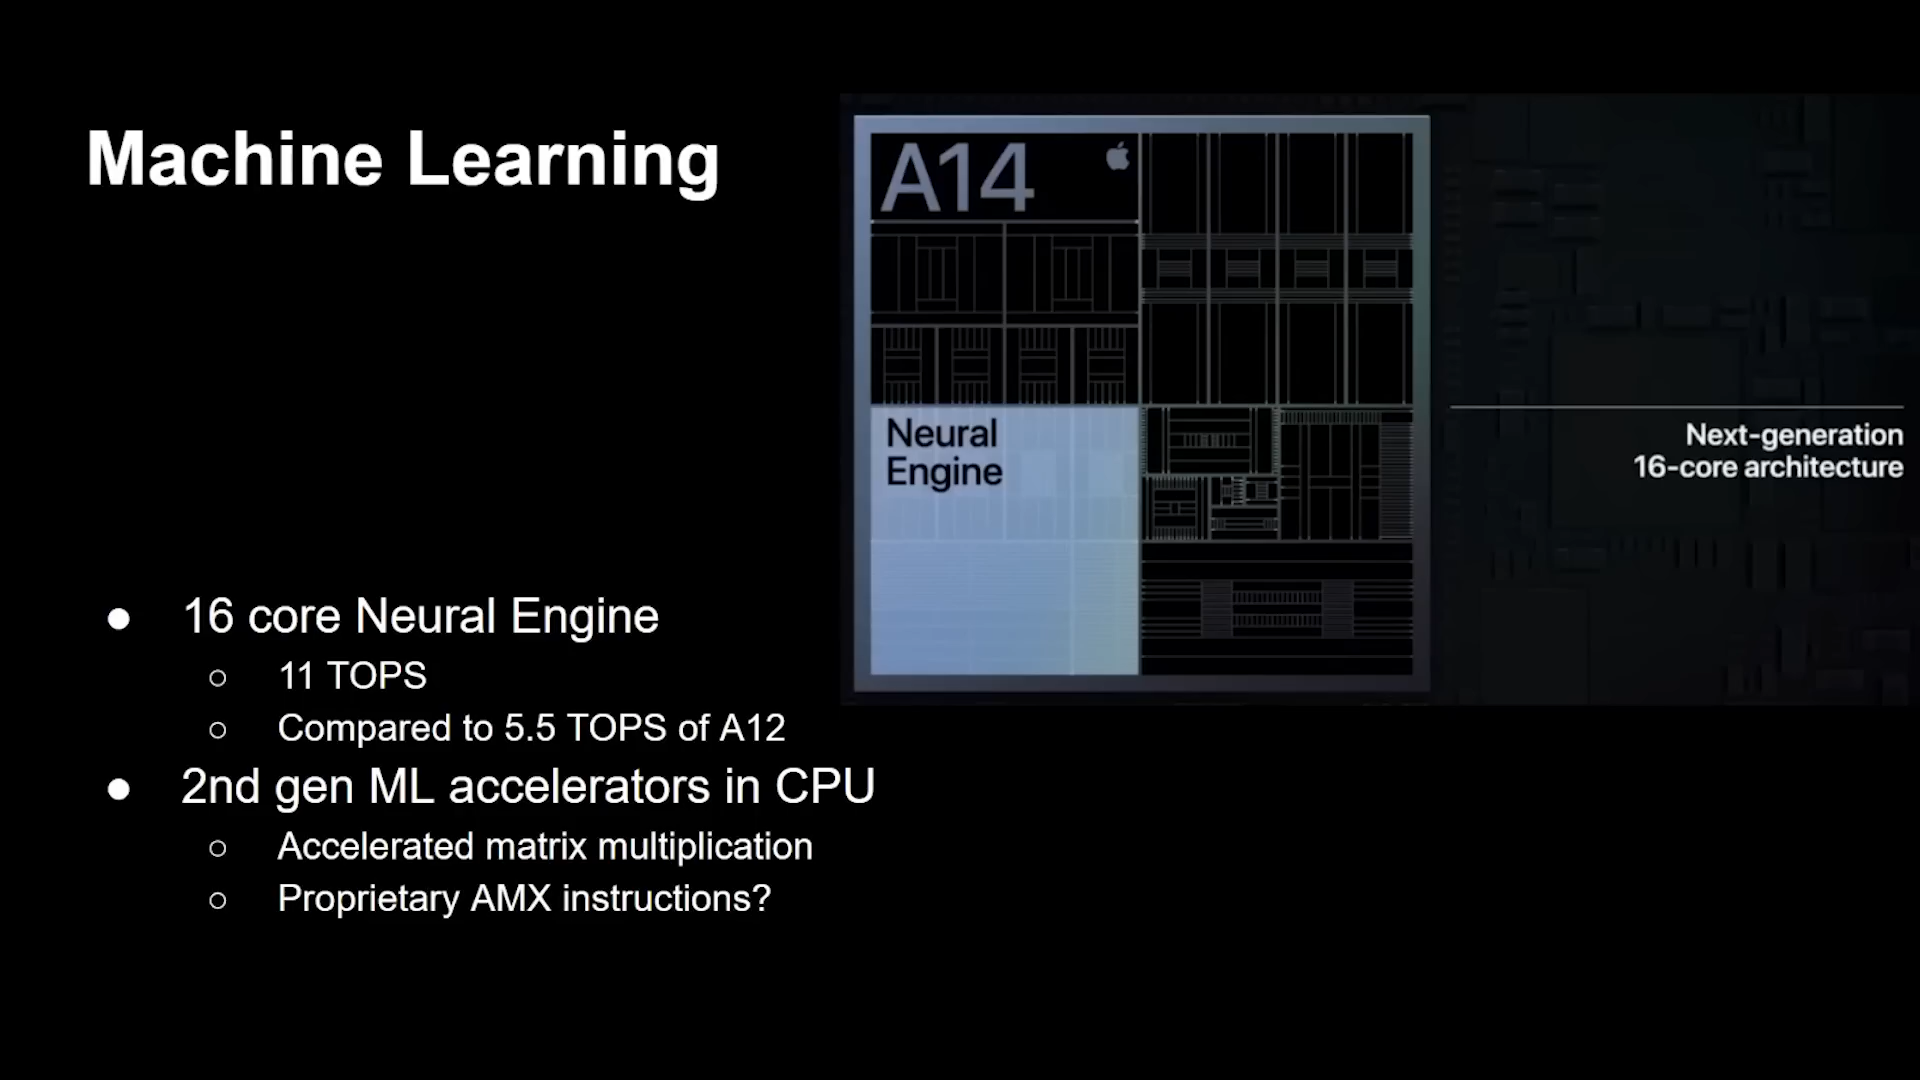 Machine Learning
A14
Neural
Engine
Next-generation
16-core architecture
● 16 core Neural Engine
○ 11 TOPS
○ Compared to 5.5 TOPS of A12
● 2nd gen ML accelerators in CPU
○ Accelerated matrix multiplication
○ Proprietary AMX instructions?